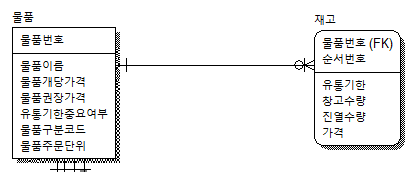 물품
물품번호
물품이름
물품개당가격
물품권장가격
유통기한중요여부
물품구분코드
물품주문단위
재고
물품번호 (FK)
순서번호
유통기한
창고수량
진열수량
가격